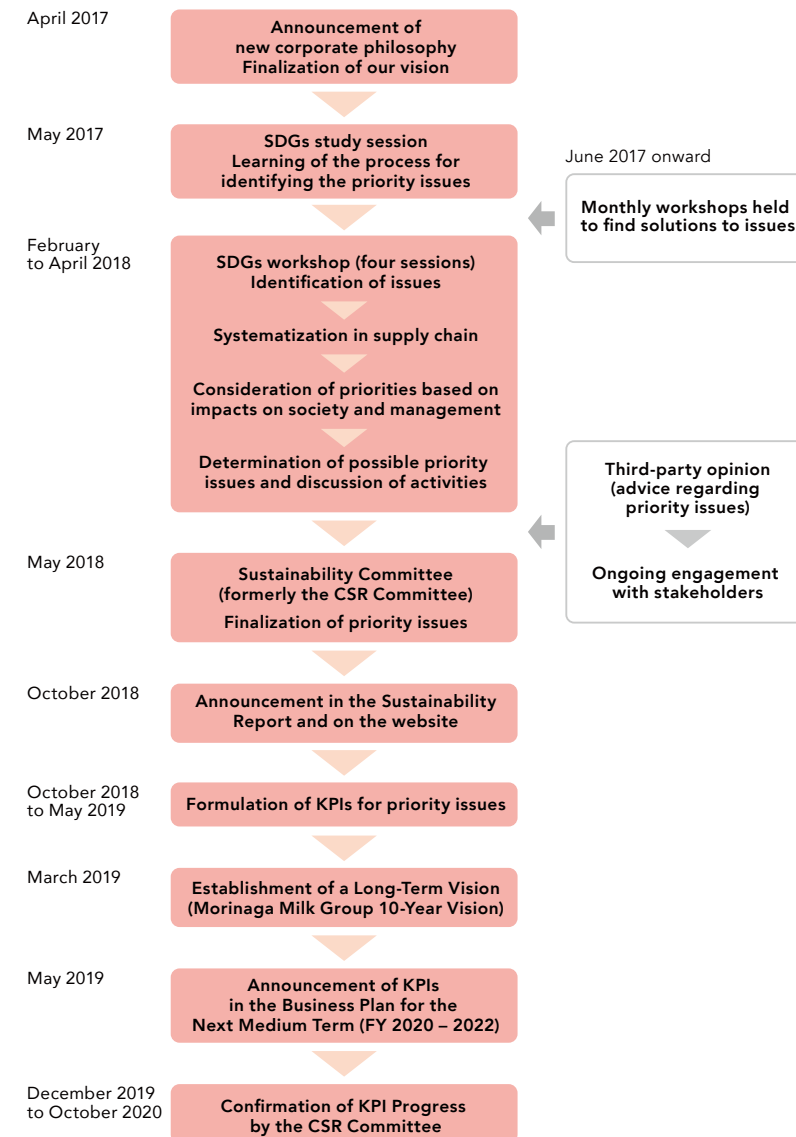 April 2017
Announcement of
new corporate philosophy
Finalization of our vision
May 2017
SDGs study session
Learning of the process for
identifying the priority issues
June 2017 onward
Monthly workshops held
to find solutions to issues
February
to April 2018
SDGs workshop (four sessions)
Identification of issues
Systematization in supply chain
Consideration of priorities based on
impacts on society and management
Determination of possible priority
issues and discussion of activities
Third-party opinion
(advice regarding
priority issues)
Ongoing engagement
with stakeholders
May 2018
Sustainability Committee
(formerly the CSR Committee)
Finalization of priority issues
October 2018
Announcement in the Sustainability
Report and on the website
October 2018
to May 2019
Formulation of KPIs for priority issues
March 2019
Establishment of a Long-Term Vision
(Morinaga Milk Group 10-Year Vision)
May 2019
Announcement of KPIs
in the Business Plan for the
Next Medium Term (FY 2020 – 2022)
December 2019
to October 2020
Confirmation of KPI Progress
by the CSR Committee